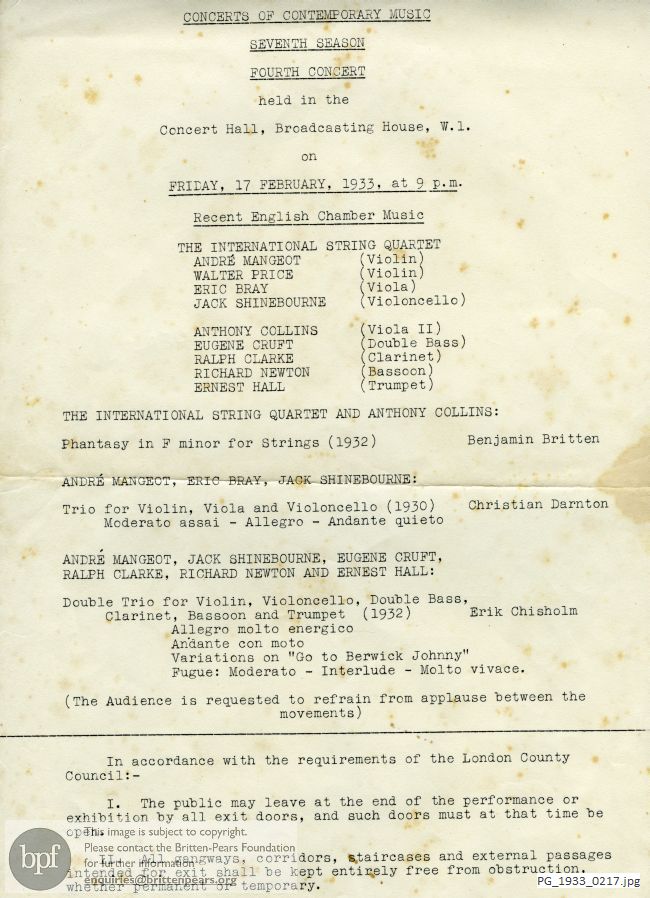 CONCERTS OF CONTEMPORARY MUSIC
SEVENTH SEASON
FOURTH CONCERT
held in the
Concert Hall, Broadcasting House, W.1.
on
FRIDAY, 17 FEBRUARY, 1933, at 9 p.m.
Recent English Chamber Music
THE INTERNATIONAL STRING QUARTET
ANDRÉ MANGEOT (Violin)
WALTER PRICE (Violin)
ERIC BRAY (Viola)
JACK SHINEBOURNE (Violoncello)
ANTHONY COLLINS (Viola II)
EUGENE CRUFT (Double Bass)
RALPH CLARKE (Clarinet)
RICHARD NEWTON (Bassoon)
ERNEST HALL (Trumpet)
THE INTERNATIONAL STRING QUARTET AND ANTHONY COLLINS:
Phantasy in F minor for Strings (1932) Benjamin Britten
ANDRÉ MANGEOT, ERIC BRAY, JACK SHINEBOURNE:
Trio for Violin, Viola and Violoncello (1930) Christian Darnton
Moderato assai - Allegro - Andante quieto
ANDRÉ MANGEOT, JACK SHINEBOURNE, EUGENE CRUFT,
RALPH CLARKE, RICHARD NEWTON AND ERNEST HALL:
Double Trio for Violin, Violoncello, Double Bass,
Clarinet, Bassoon and Trumpet (1932) Erik Chisholm
Allegro molto energico
Andante con moto
Variations on "Go to Berwick Johnny"
Fugue: Moderato - Interlude - Molto vivace.
(The Audience is requested to refrain from applause between the
movements)
In accordance with the requirements of the London County
Council:-
I. The public may leave at the end of the performance or
exhibition by all exit doors, and such doors must at that time be
open.
II. All gangways, corridors, staircases and external passages
intended for exit shall be kept entirely free from obstruction,
whether permanent or temporary.
bpf
This image is subject to copyright.
Please contact the Britten-Pears Foundation
for further information
enquiries@brittenpears.org
PG_1933_0217.jpg